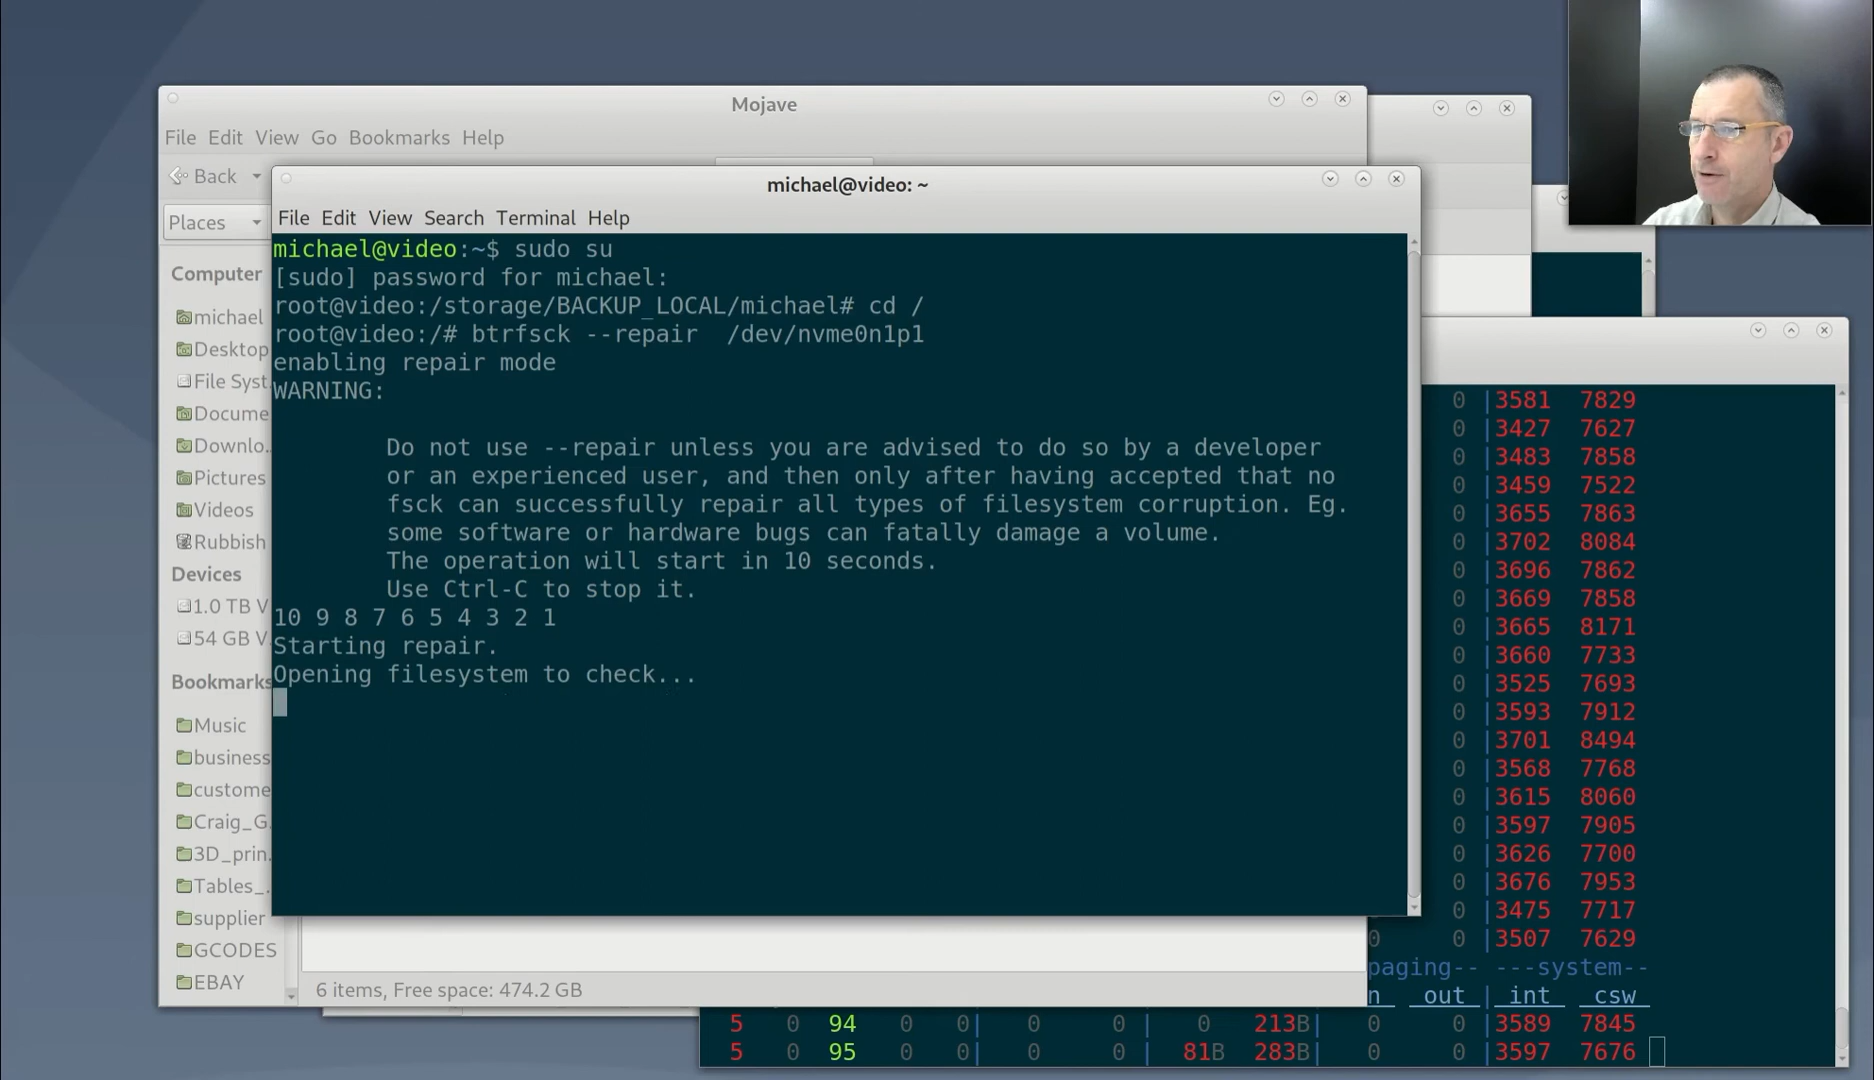 Mojave
File Edit View Go Bookmarks Help
Back
Places
Computer
michael
Desktop
File Syst.
Docume
Downlo..
Pictures
Videos
Rubbish
Devices
1.0 TB V
54 GB V.
Bookmarks
Music
business
custome
Craig_G.
3D_prin.
Tables_.
supplier
GCODES
EBAY
6 items, Free space: 474.2 GB
michael@video: ~
File Edit View Search Terminal Help
michael@video:~$ sudo su
[sudo] password for michael:
root@video:/storage/BACKUP_LOCAL/michael# cd /
root@video:/# btrfsck --repair  /dev/nvme0n1p1
enabling repair mode
WARNING:
Do not use --repair unless you are advised to do so by a developer
or an experienced user, and then only after having accepted that no
fsck can successfully repair all types of filesystem corruption. Eg.
some software or hardware bugs can fatally damage a volume.
The operation will start in 10 seconds.
Use Ctrl-C to stop it.
10 9 8 7 6 5 4 3 2 1
Starting repair.
Opening filesystem to check...
0 |3581 7829
0 |3427 7627
0 |3483 7858
0 |3459 7522
0 |3655 7863
0 |3702 8084
0 |3696 7862
0 |3669 7858
0 |3665 8171
0 |3660 7733
0 |3525 7693
0 |3593 7912
0 |3701 8494
0 |3568 7768
0 |3615 8060
0 |3597 7905
0 |3626 7700
0 |3676 7953
0 |3475 7717
0 0 |3507 7629
paging-- ---system--
n out | int csw
5 0 94 0 0| 0 0 | 0 213B| 0 0 |3589 7845
5 0 95 0 0| 0 0 | 81B 283B| 0 0 |3597 7676